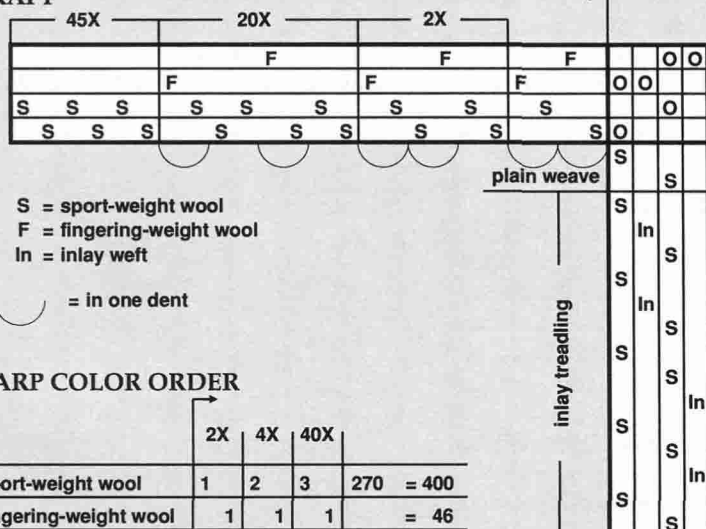 RAFT
45X 20X 2X
F F F O O
F F F O O
S S S S S S S S S O
S S S S S S S S S O
S
plain weave S
S = sport-weight wool S
F = fingering-weight wool In
In = inlay weft S
S
= in one dent In
S
inlay treadling
S
ARP COLOR ORDER S
In
2X 4X 40X S
S
ort-weight wool 1 2 3 270 = 400 In
S
ngering-weight wool 1 1 1 = 46 S